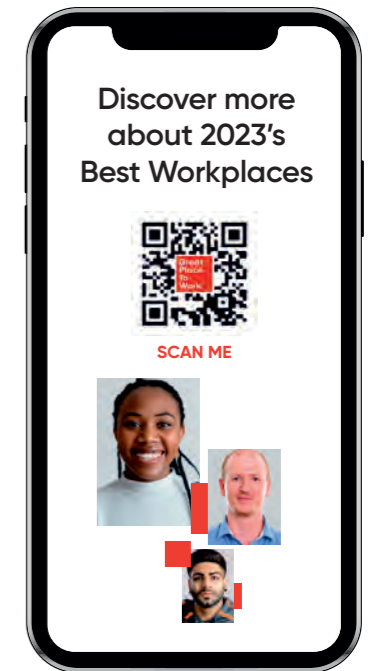 Discover more
about 2023’s
Best Workplaces
Great
Place
To
Work
SCAN ME